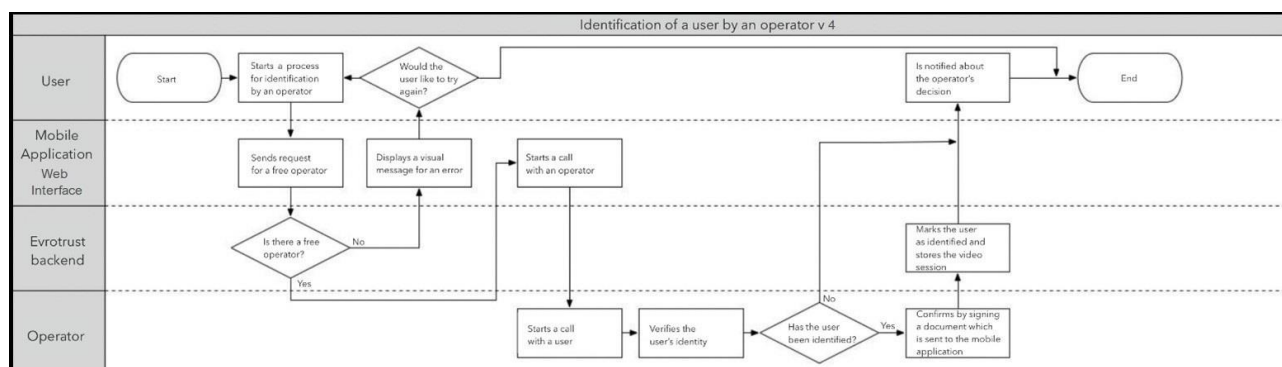 Identification of a user by an operator v 4
User
Start
Starts a process
for identification
by an operator
Would the
user like to try
again?
Is notified about
the operator's
decision
End
Mobile
Application
Web
Interface
Sends request
for a free operator
Displays a visual
message for an error
Starts a call
with an operator
Evrotrust
backend
Is there a free
operator?
No
Yes
Marks the user
as identified and
stores the video
session
Operator
Starts a call
with a user
Verifies the
user's identity
Has the user
been identified?
No
Yes
Confirms by signing
a document which
is sent to the mobile
application